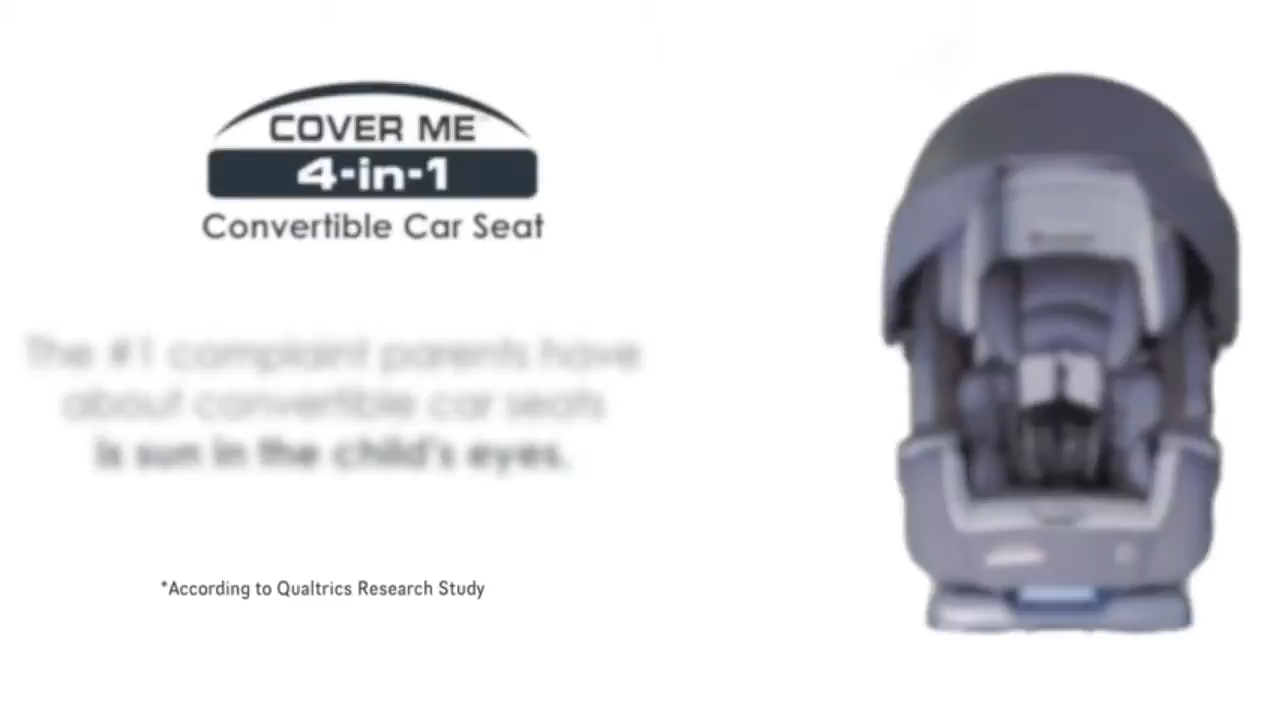 COVER ME
4-in-1
Convertible Car Seat
The #1 complaint parents have
about convertible car seats
is sun in the child's eyes.
*According to Qualtrics Research Study